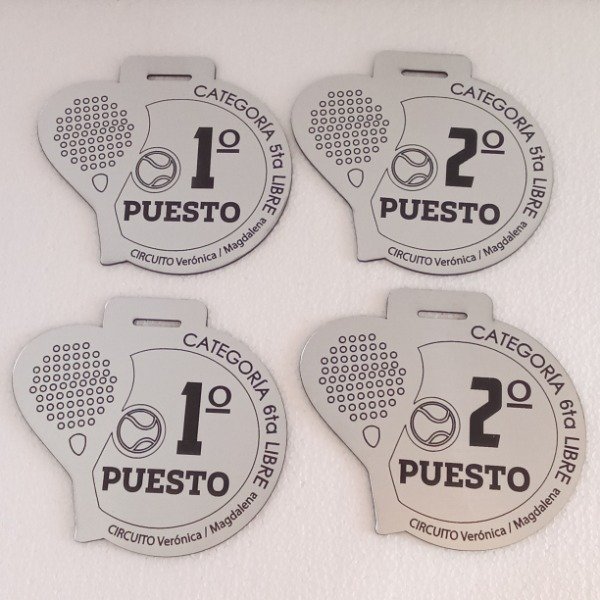 CATEGORÍA 5ta LIBRE
1º
PUESTO
CIRCUITO Verónica / Magdalena
CATEGORÍA 5ta LIBRE
2º
PUESTO
CIRCUITO Verónica / Magdalena
CATEGORÍA 6ta LIBRE
1º
PUESTO
CIRCUITO Verónica / Magdalena
CATEGORÍA 6ta LIBRE
2º
PUESTO
CIRCUITO Verónica / Magdalena